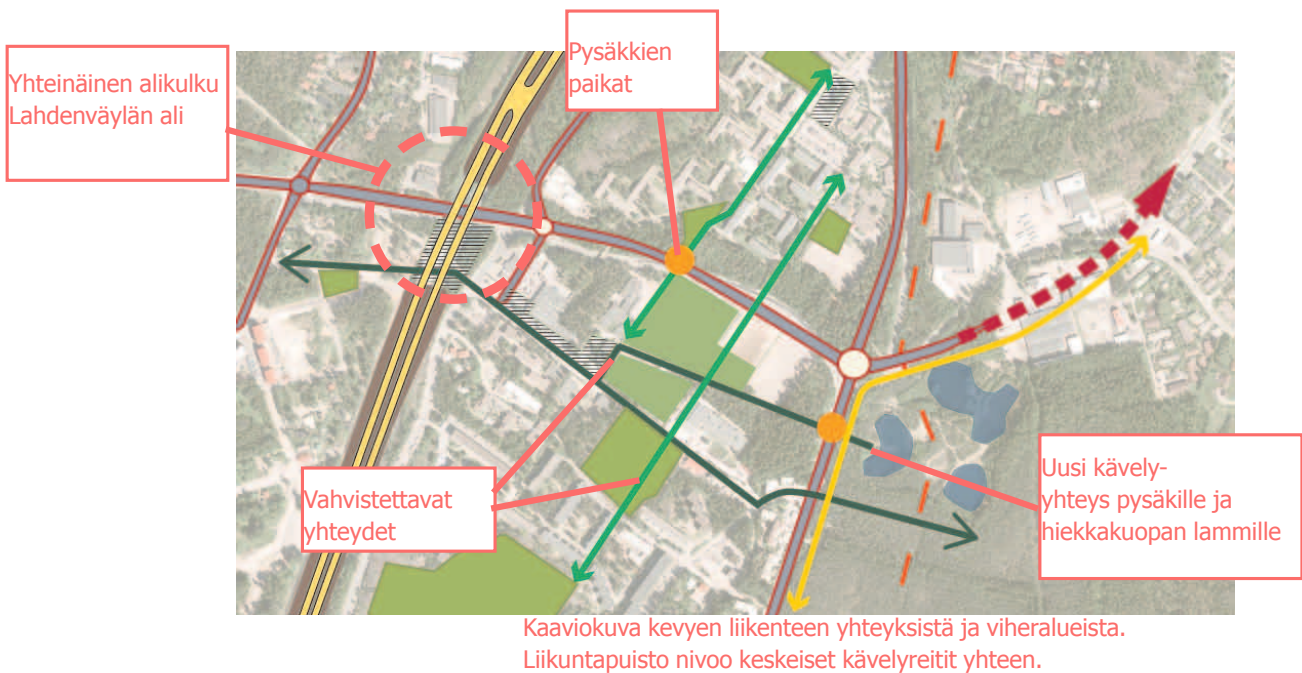 Yhteinäinen alikulku
Lahdenväylän ali
Pysäkkien
paikat
Vahvistettavat
yhteydet
Uusi kävely-
yhteys pysäkille ja
hiekkakuopan lammille
Kaaviokuva kevyen liikenteen yhteyksistä ja viheralueista.
Liikuntapuisto nivoo keskeiset kävelyreitit yhteen.